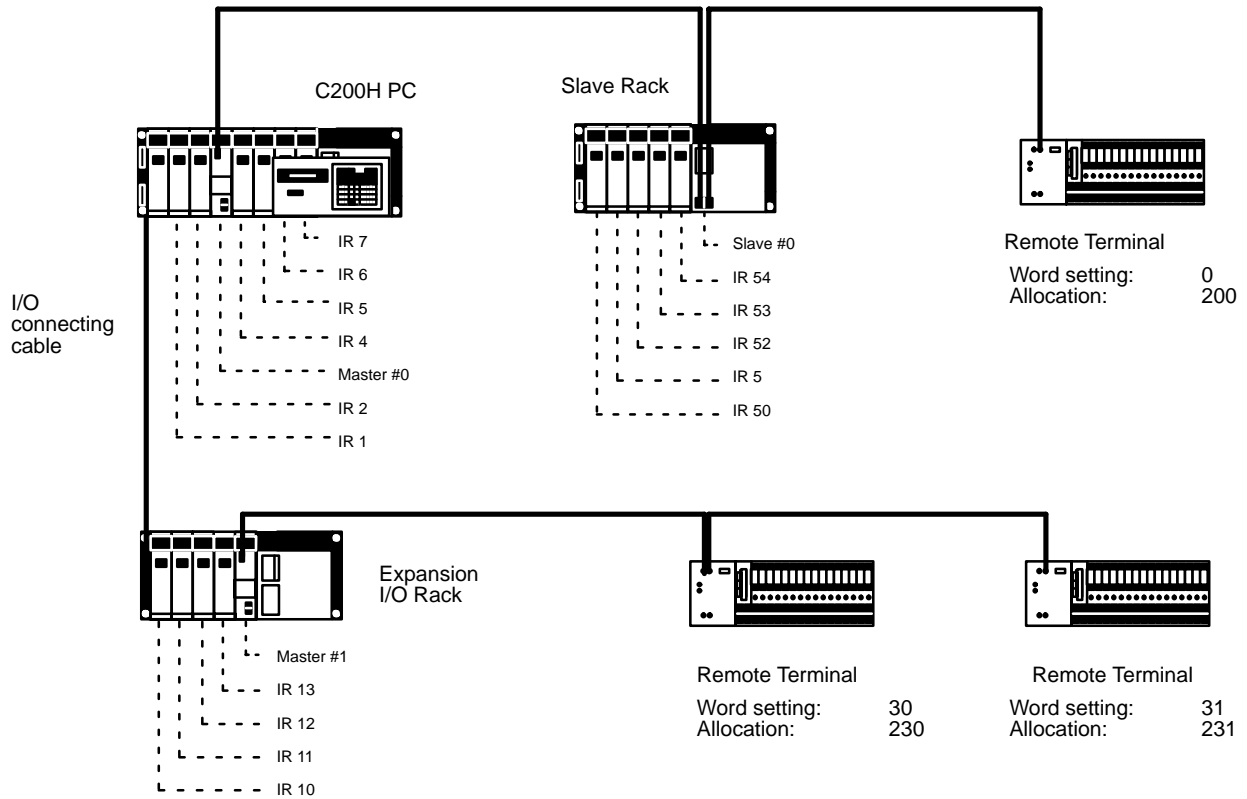 C200H PC
Slave Rack
IR 7
IR 6
IR 5
IR 4
Master #0
IR 2
IR 1
I/O
connecting
cable
Slave #0
IR 54
IR 53
IR 52
IR 5
IR 50
Remote Terminal
Word setting: 0
Allocation: 200
Expansion
I/O Rack
Master #1
IR 13
IR 12
IR 11
IR 10
Remote Terminal
Word setting: 30
Allocation: 230
Remote Terminal
Word setting: 31
Allocation: 231